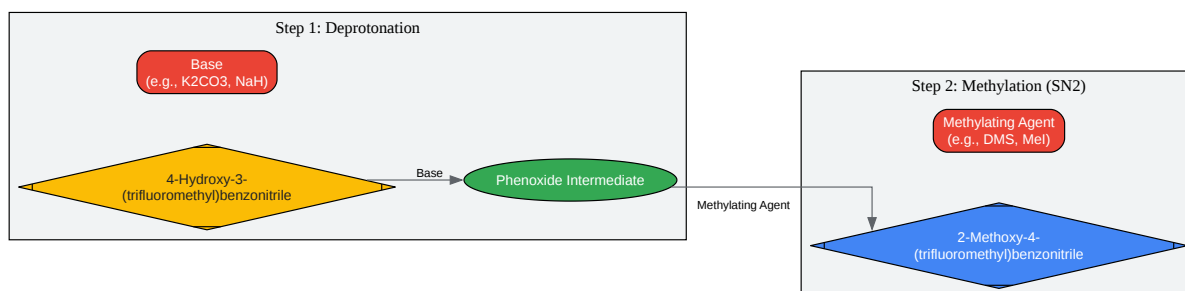 Step 1: Deprotonation
Base
(e.g., K2CO3, NaH)
4-Hydroxy-3-
(trifluoromethyl)benzonitrile
Base
Phenoxide Intermediate
Methylating Agent
Step 2: Methylation (SN2)
Methylating Agent
(e.g., DMS, MeI)
2-Methoxy-4-
(trifluoromethyl)benzonitrile